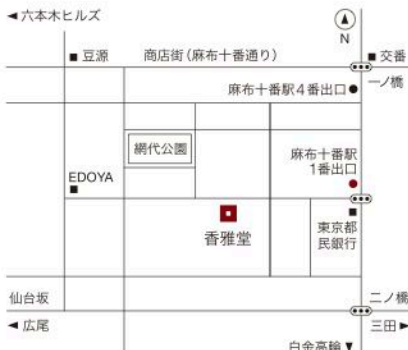 ◀六本木ヒルズ
N
■豆源
商店街(麻布十番通り)
■交番
一ノ橋
麻布十番駅4番出口●
網代公園
麻布十番駅
1番出口
EDOYA
香雅堂
東京都
民銀行
仙台坂
二ノ橋
◀広尾
三田▶
白金高輪▼